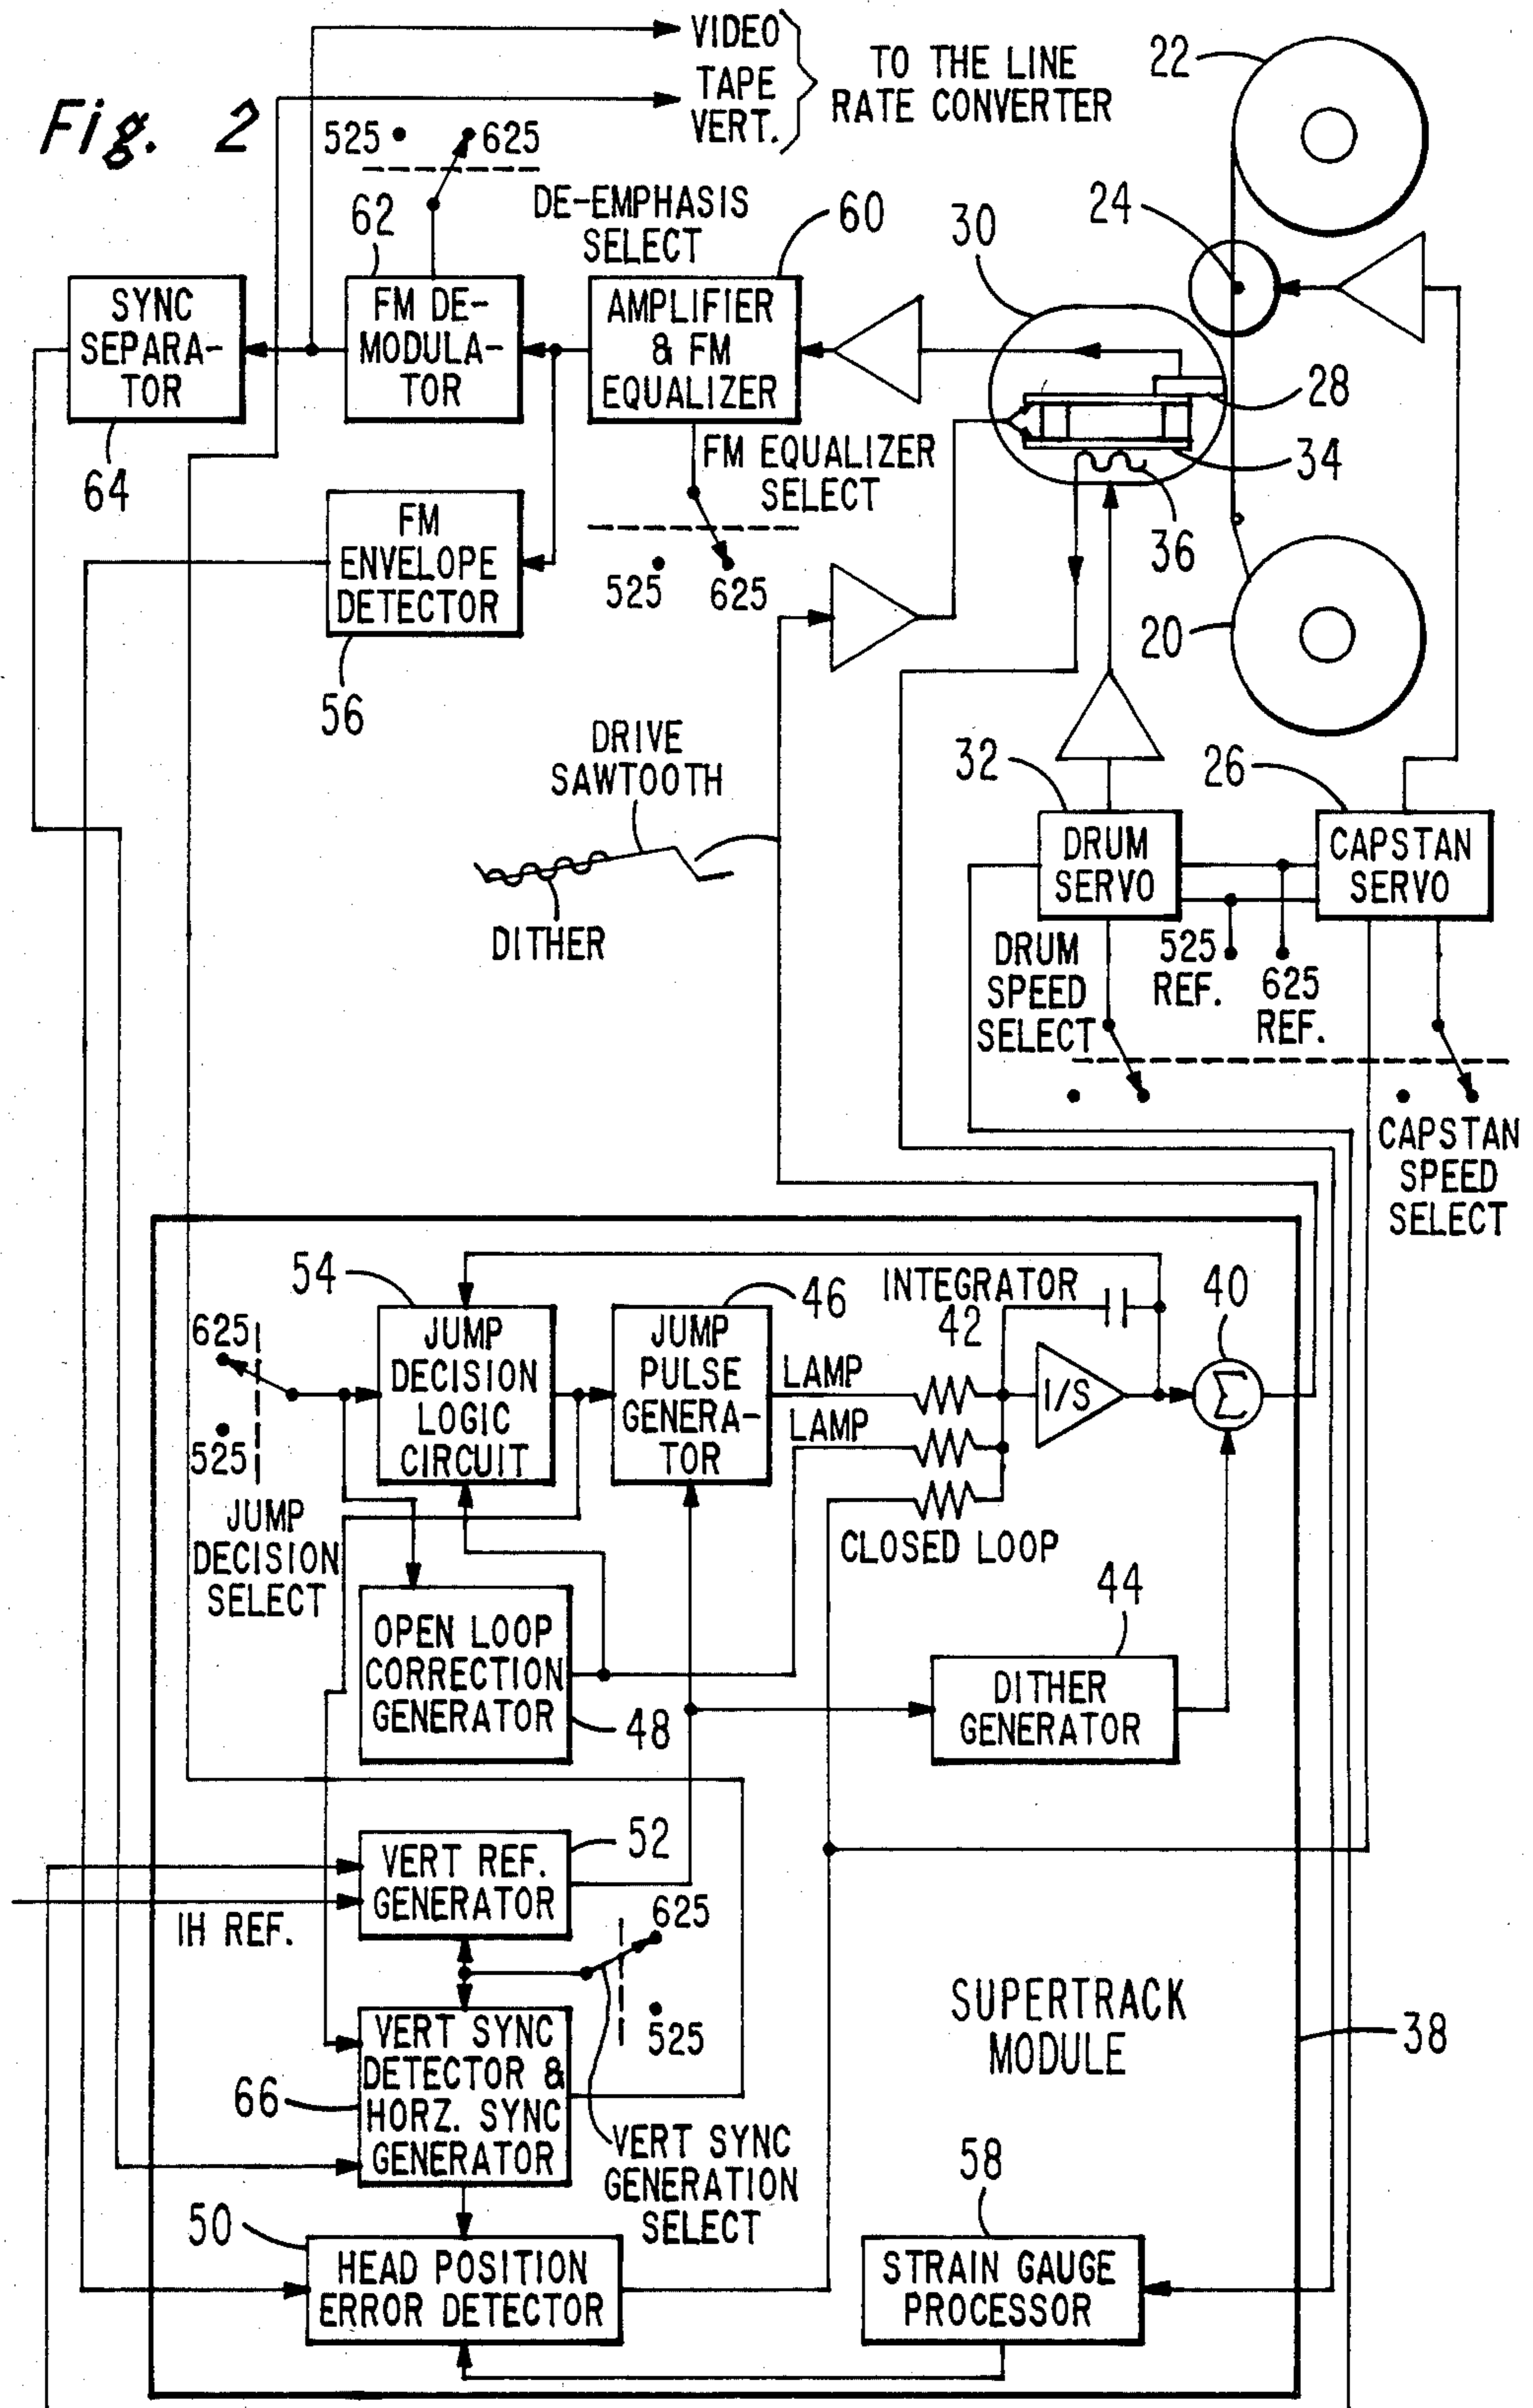 Fig. 2
VIDEO
TAPE
VERT.
TO THE LINE
RATE CONVERTER
22
525
625
DE-EMPHASIS
SELECT
62
60
30
24
SYNC
SEPARA-
TOR
64
FM DE-
MODULA-
TOR
AMPLIFIER
& FM
EQUALIZER
28
34
36
FM EQUALIZER
SELECT
525
625
FM
ENVELOPE
DETECTOR
56
20
DRIVE
SAWTOOTH
DITHER
32
26
DRUM
SERVO
CAPSTAN
SERVO
DRUM
SPEED
SELECT
525
REF.
625
REF.
CAPSTAN
SPEED
SELECT
54
46
INTEGRATOR
42
40
625
525
JUMP
DECISION
SELECT
JUMP
DECISION
LOGIC
CIRCUIT
JUMP
PULSE
GENERA-
TOR
LAMP
LAMP
I/S
Σ
CLOSED LOOP
44
OPEN LOOP
CORRECTION
GENERATOR
48
DITHER
GENERATOR
52
VERT REF.
GENERATOR
IH REF.
625
525
VERT SYNC
DETECTOR &
HORZ. SYNC
GENERATOR
66
VERT SYNC
GENERATION
SELECT
SUPERTRACK
MODULE
38
58
50
HEAD POSITION
ERROR DETECTOR
STRAIN GAUGE
PROCESSOR